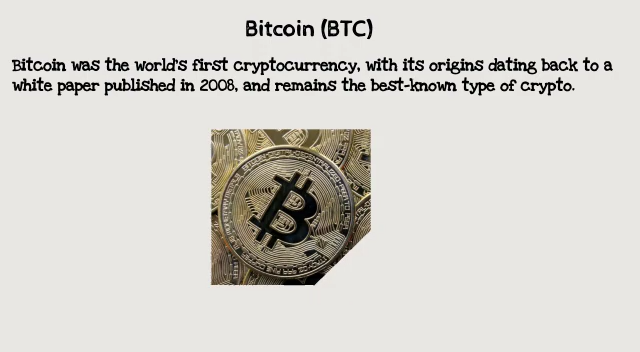 Bitcoin (BTC)
Bitcoin was the world's first cryptocurrency, with its origins dating back to a
white paper published in 2008, and remains the best-known type of crypto.